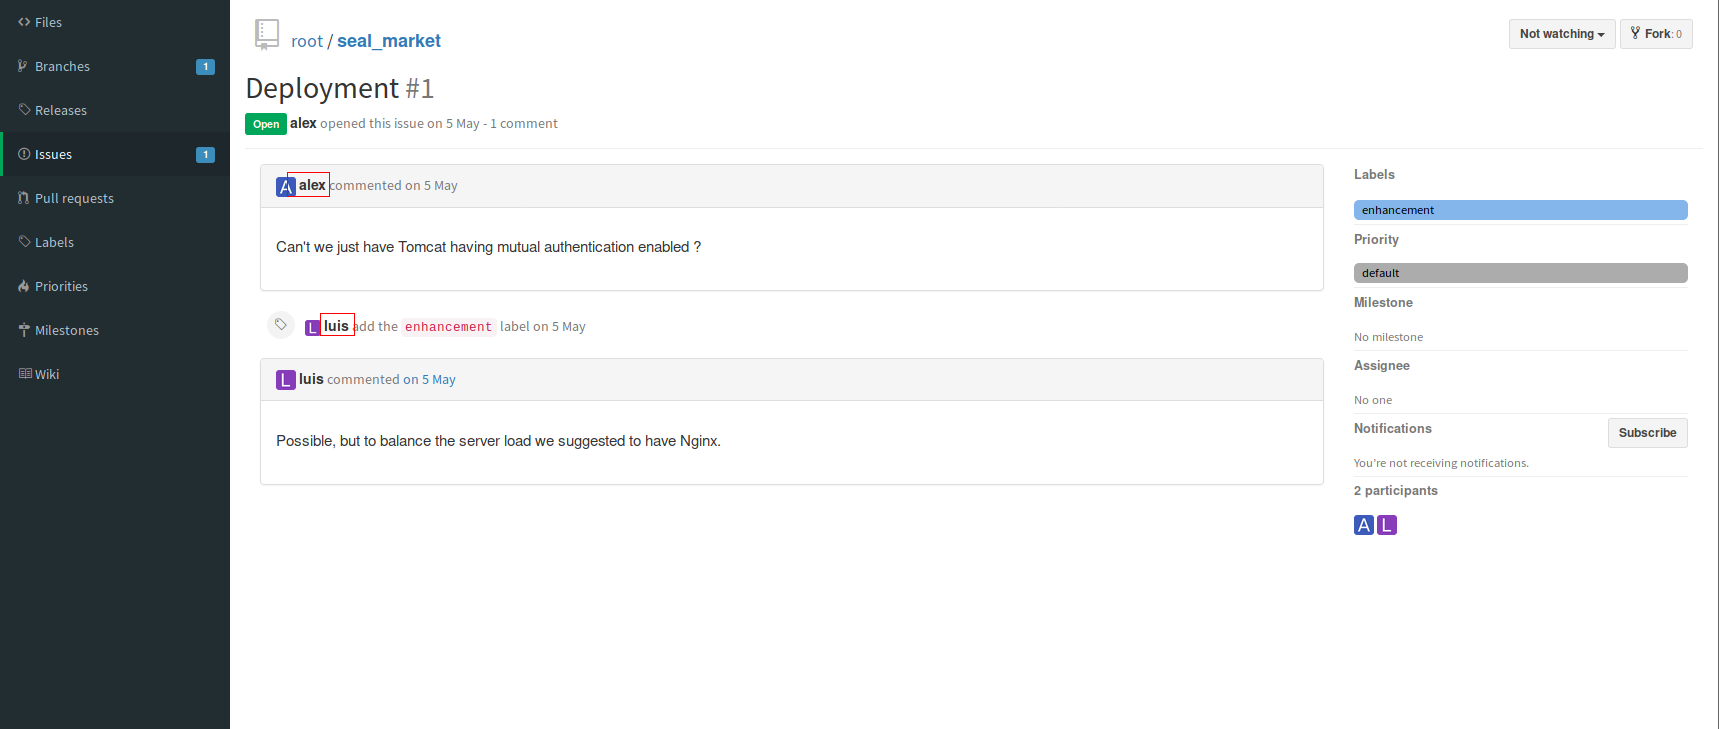 Files
Branches 1
Releases
Issues 1
Pull requests
Labels
Priorities
Milestones
Wiki
root / seal_market
Not watching
Fork: 0
Deployment #1
Open alex opened this issue on 5 May - 1 comment
A alex commented on 5 May
Can't we just have Tomcat having mutual authentication enabled ?
L luis add the enhancement label on 5 May
L luis commented on 5 May
Possible, but to balance the server load we suggested to have Nginx.
Labels
enhancement
Priority
default
Milestone
No milestone
Assignee
No one
Notifications
Subscribe
You're not receiving notifications.
2 participants
A L